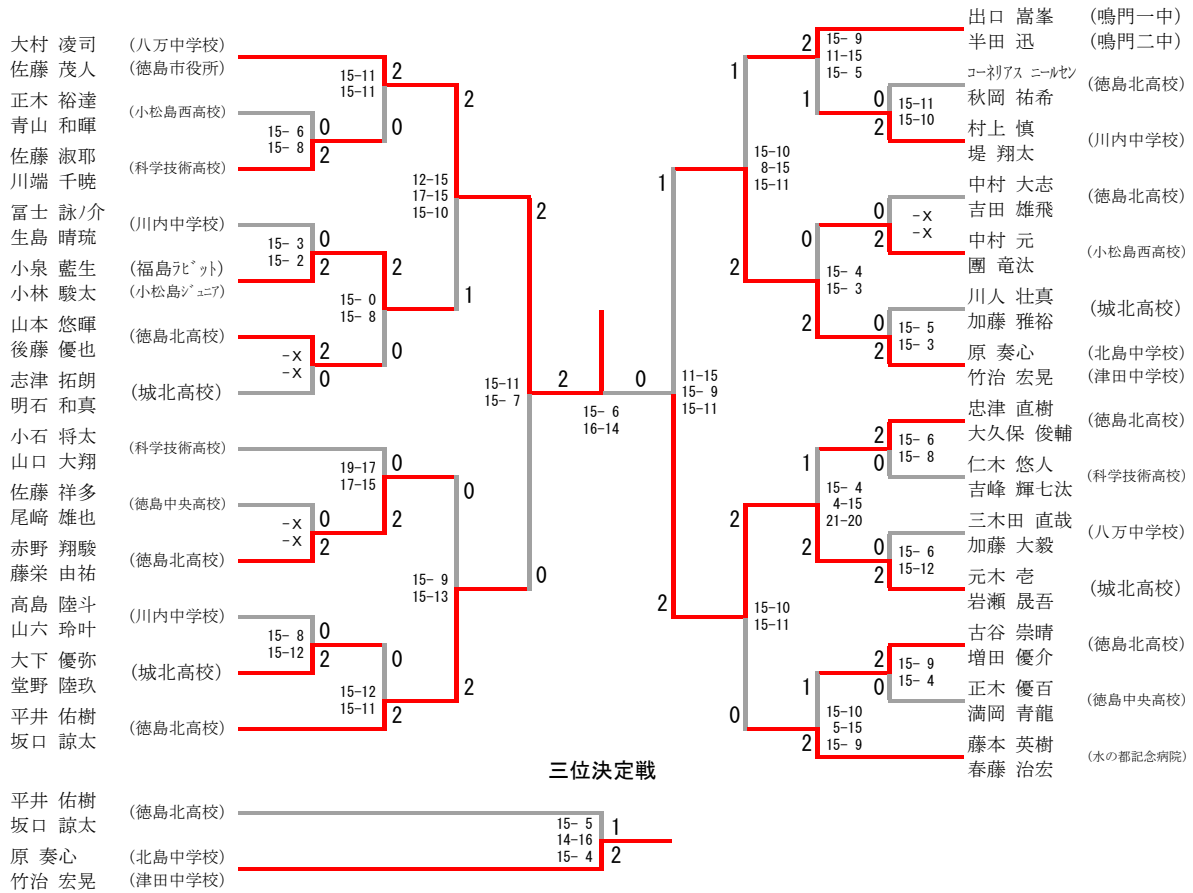 大村 凌司 (八万中学校)
佐藤 茂人 (徳島市役所)
正木 裕達
青山 和暉
(小松島西高校)
佐藤 淑耶
川端 千暁
(科学技術高校)
冨士 詠ﾉ介
生島 晴琉
(川内中学校)
小泉 藍生 (福島ﾗﾋﾞｯﾄ)
小林 駿太 (小松島ｼﾞｭﾆｱ)
山本 悠暉
後藤 優也
(徳島北高校)
志津 拓朗
明石 和真
(城北高校)
小石 将太
山口 大翔
(科学技術高校)
佐藤 祥多
尾﨑 雄也
(徳島中央高校)
赤野 翔駿
藤栄 由祐
(徳島北高校)
高島 陸斗
山六 玲叶
(川内中学校)
大下 優弥
堂野 陸玖
(城北高校)
平井 佑樹
坂口 諒太
(徳島北高校)
15- 6
15- 8
0
2
15- 3
15- 2
0
2
-X
-X
2
0
-X
-X
0
2
15- 8
15-12
0
2
15-11
15-11
2
0
15- 0
15- 8
2
0
19-17
17-15
0
2
15-12
15-11
0
2
12-15
17-15
15-10
2
1
15- 9
15-13
0
2
15-11
15- 7
2
0
2
0
15- 6
16-14
11-15
15- 9
15-11
1
2
15-10
8-15
15-11
1
2
15-10
15-11
2
0
15- 9
11-15
15- 5
2
1
15- 4
15- 3
0
2
15- 4
4-15
21-20
1
2
15-10
5-15
15- 9
1
2
0
2
15-11
15-10
0
2
-X
-X
0
2
15- 5
15- 3
2
0
15- 6
15- 8
0
2
15- 6
15-12
2
0
15- 9
15- 4
出口 嵩峯 (鳴門一中)
半田 迅 (鳴門二中)
ｺｰﾈﾘｱｽ ﾆｰﾙｾﾝ
秋岡 祐希
(徳島北高校)
村上 慎
堤 翔太
(川内中学校)
中村 大志
吉田 雄飛
(徳島北高校)
中村 元
團 竜汰
(小松島西高校)
川人 壮真
加藤 雅裕
(城北高校)
原 奏心 (北島中学校)
竹治 宏晃 (津田中学校)
忠津 直樹
大久保 俊輔
(徳島北高校)
仁木 悠人
吉峰 輝七汰
(科学技術高校)
三木田 直哉
加藤 大毅
(八万中学校)
元木 壱
岩瀬 晟吾
(城北高校)
古谷 崇晴
増田 優介
(徳島北高校)
正木 優百
満岡 青龍
(徳島中央高校)
藤本 英樹
春藤 治宏
(水の都記念病院)
三位決定戦
平井 佑樹
坂口 諒太
(徳島北高校)
原 奏心 (北島中学校)
竹治 宏晃 (津田中学校)
15- 5
14-16
15- 4
1
2